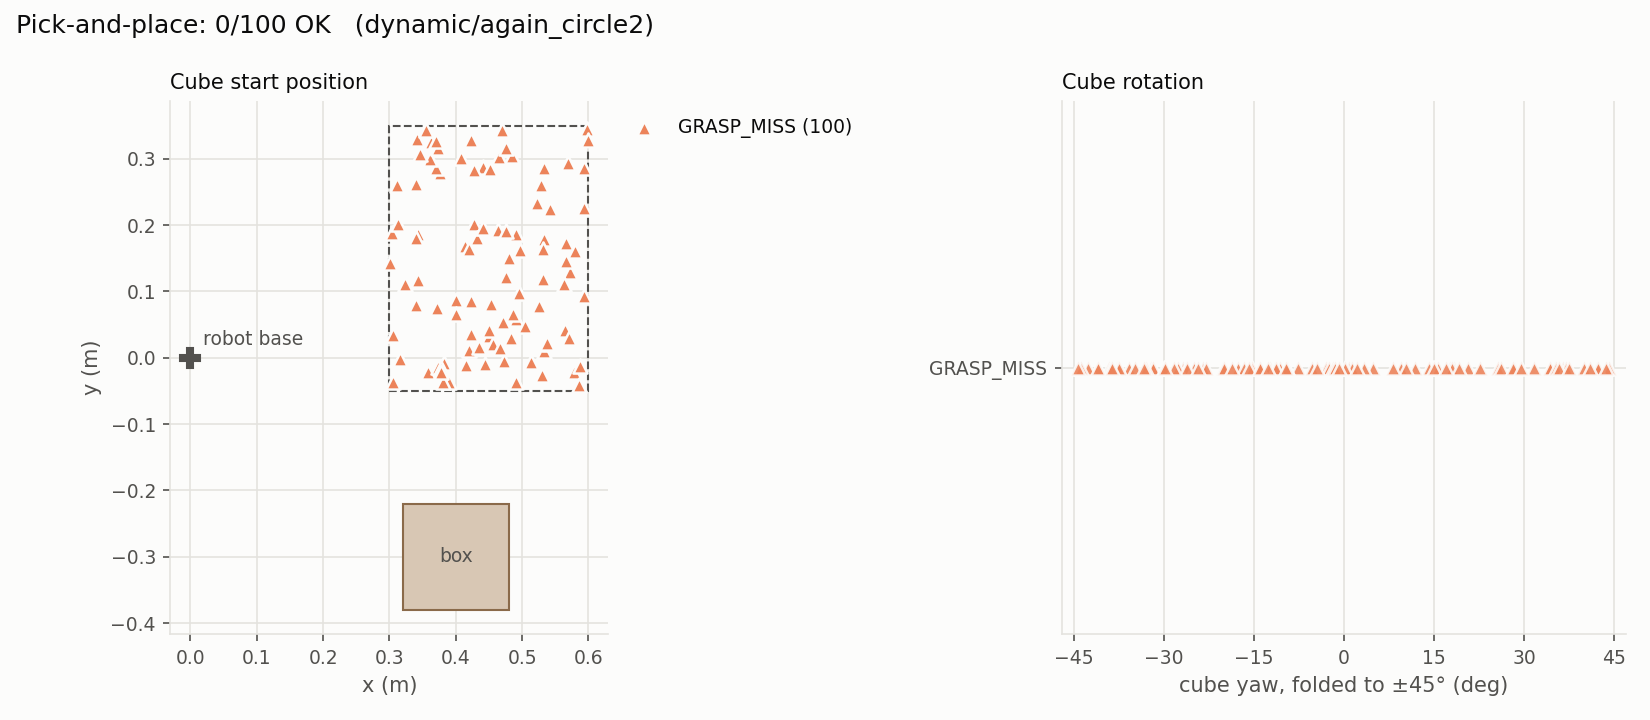 Pick-and-place: 0/100 OK   (dynamic/again_circle2)
Cube start position
GRASP_MISS (100)
0.3
0.2
0.1
0.0
−0.1
−0.2
−0.3
−0.4
y (m)
robot base
box
0.0 0.1 0.2 0.3 0.4 0.5 0.6
x (m)
Cube rotation
GRASP_MISS
−45 −30 −15 0 15 30 45
cube yaw, folded to ±45° (deg)